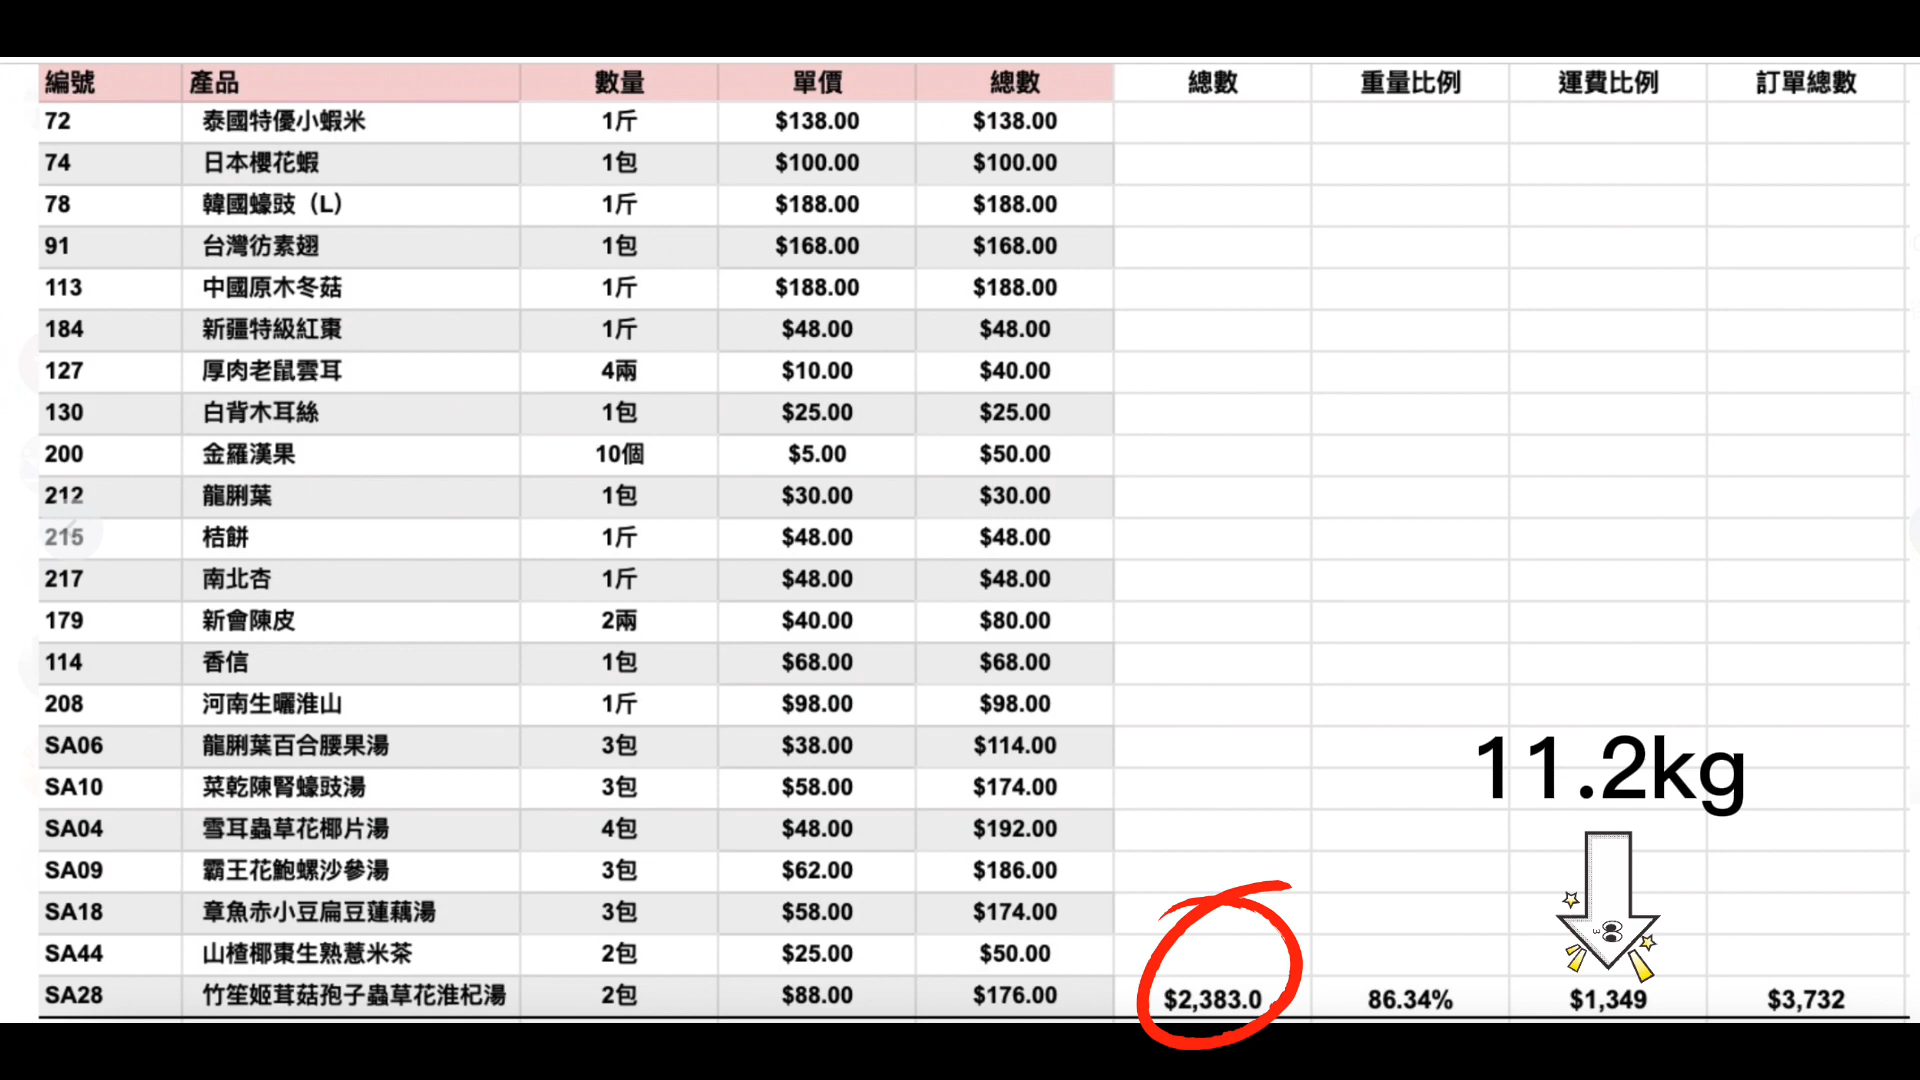 編號 產品 數量 單價 總數 總數 重量比例 運費比例 訂單總數
72 泰國特優小蝦米 1斤 $138.00 $138.00
74 日本櫻花蝦 1包 $100.00 $100.00
78 韓國蠔豉（L） 1斤 $188.00 $188.00
91 台灣彷素翅 1包 $168.00 $168.00
113 中國原木冬菇 1斤 $188.00 $188.00
184 新疆特級紅棗 1斤 $48.00 $48.00
127 厚肉老鼠雲耳 4兩 $10.00 $40.00
130 白背木耳絲 1包 $25.00 $25.00
200 金羅漢果 10個 $5.00 $50.00
212 龍脷葉 1包 $30.00 $30.00
215 桔餅 1斤 $48.00 $48.00
217 南北杏 1斤 $48.00 $48.00
179 新會陳皮 2兩 $40.00 $80.00
114 香信 1包 $68.00 $68.00
208 河南生曬淮山 1斤 $98.00 $98.00
SA06 龍脷葉百合腰果湯 3包 $38.00 $114.00
SA10 菜乾陳腎蠔豉湯 3包 $58.00 $174.00
11.2kg
SA04 雪耳蟲草花椰片湯 4包 $48.00 $192.00
SA09 霸王花鮑螺沙參湯 3包 $62.00 $186.00
SA18 章魚赤小豆扁豆蓮藕湯 3包 $58.00 $174.00
SA44 山楂椰棗生熟薏米茶 2包 $25.00 $50.00
SA28 竹笙姬茸菇孢子蟲草花淮杞湯 2包 $88.00 $176.00 $2,383.0 86.34% $1,349 $3,732